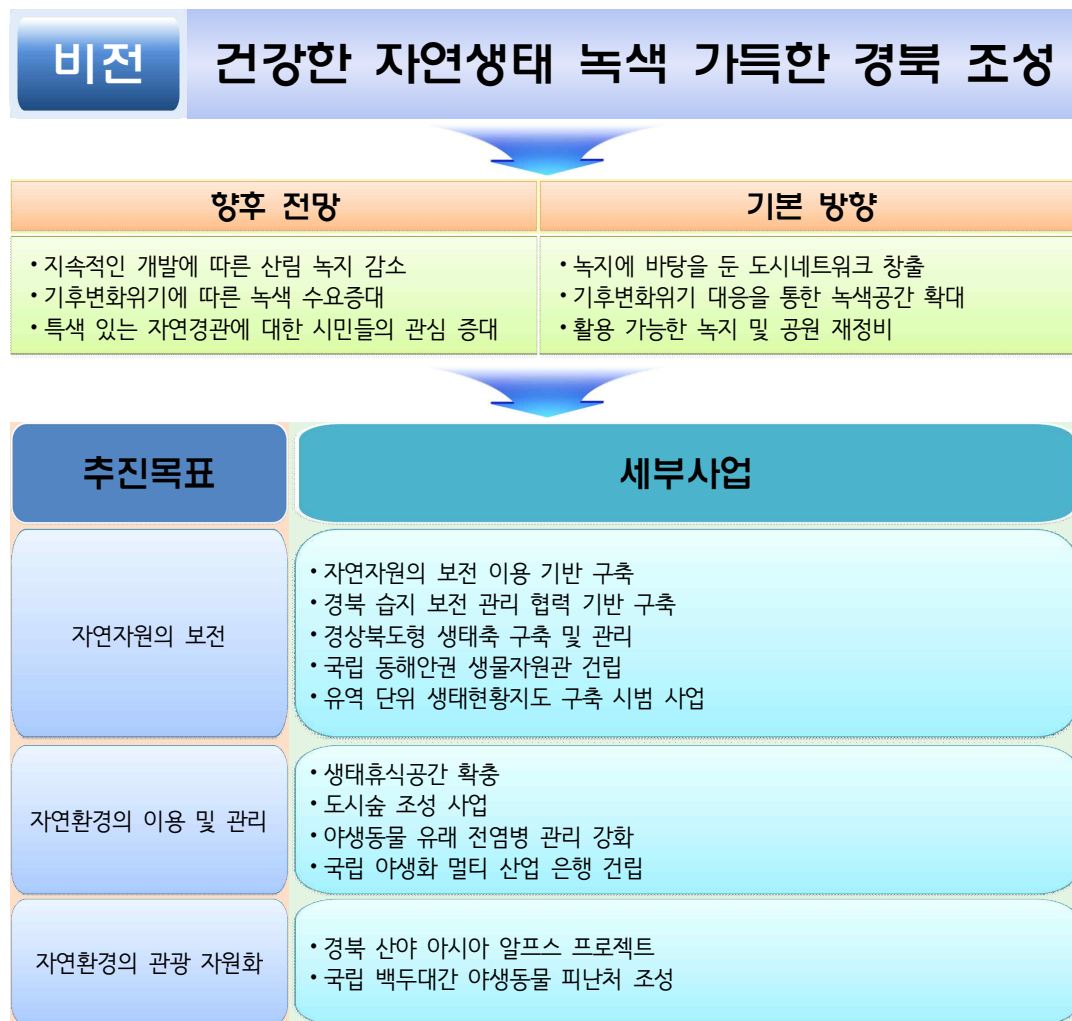 비전
건강한 자연생태 녹색 가득한 경북 조성
향후 전망
• 지속적인 개발에 따른 산림 녹지 감소
• 기후변화위기에 따른 녹색 수요증대
• 특색 있는 자연경관에 대한 시민들의 관심 증대
기본 방향
• 녹지에 바탕을 둔 도시네트워크 창출
• 기후변화위기 대응을 통한 녹색공간 확대
• 활용 가능한 녹지 및 공원 재정비
추진목표
세부사업
자연자원의 보전
• 자연자원의 보전 이용 기반 구축
• 경북 습지 보전 관리 협력 기반 구축
• 경상북도형 생태축 구축 및 관리
• 국립 동해안권 생물자원관 건립
• 유역 단위 생태현황지도 구축 시범 사업
자연환경의 이용 및 관리
• 생태휴식공간 확충
• 도시숲 조성 사업
• 야생동물 유래 전염병 관리 강화
• 국립 야생화 멀티 산업 은행 건립
자연환경의 관광 자원화
• 경북 산야 아시아 알프스 프로젝트
• 국립 백두대간 야생동물 피난처 조성